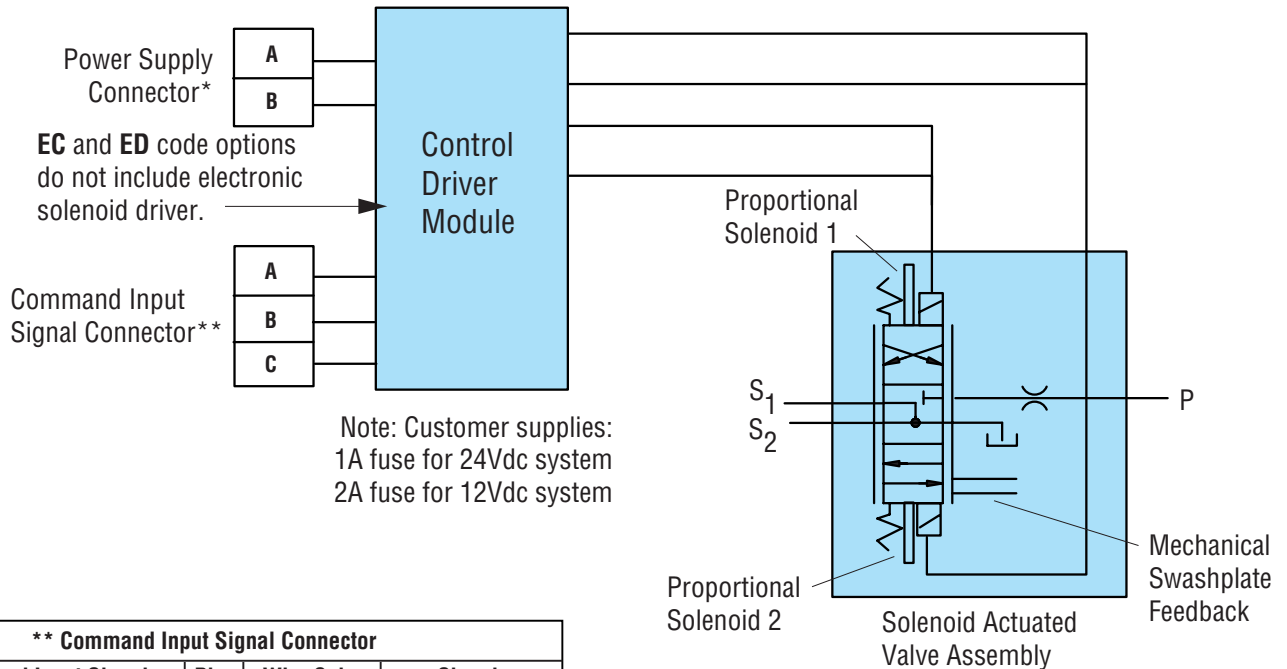 Power Supply
Connector*
A
B
EC and ED code options
do not include electronic
solenoid driver.
Control
Driver
Module
Command Input
Signal Connector**
A
B
C
Note: Customer supplies:
1A fuse for 24Vdc system
2A fuse for 12Vdc system
Proportional
Solenoid 1
S1
S2
P
Mechanical
Swashplate
Feedback
Proportional
Solenoid 2
Solenoid Actuated
Valve Assembly
** Command Input Signal Connector